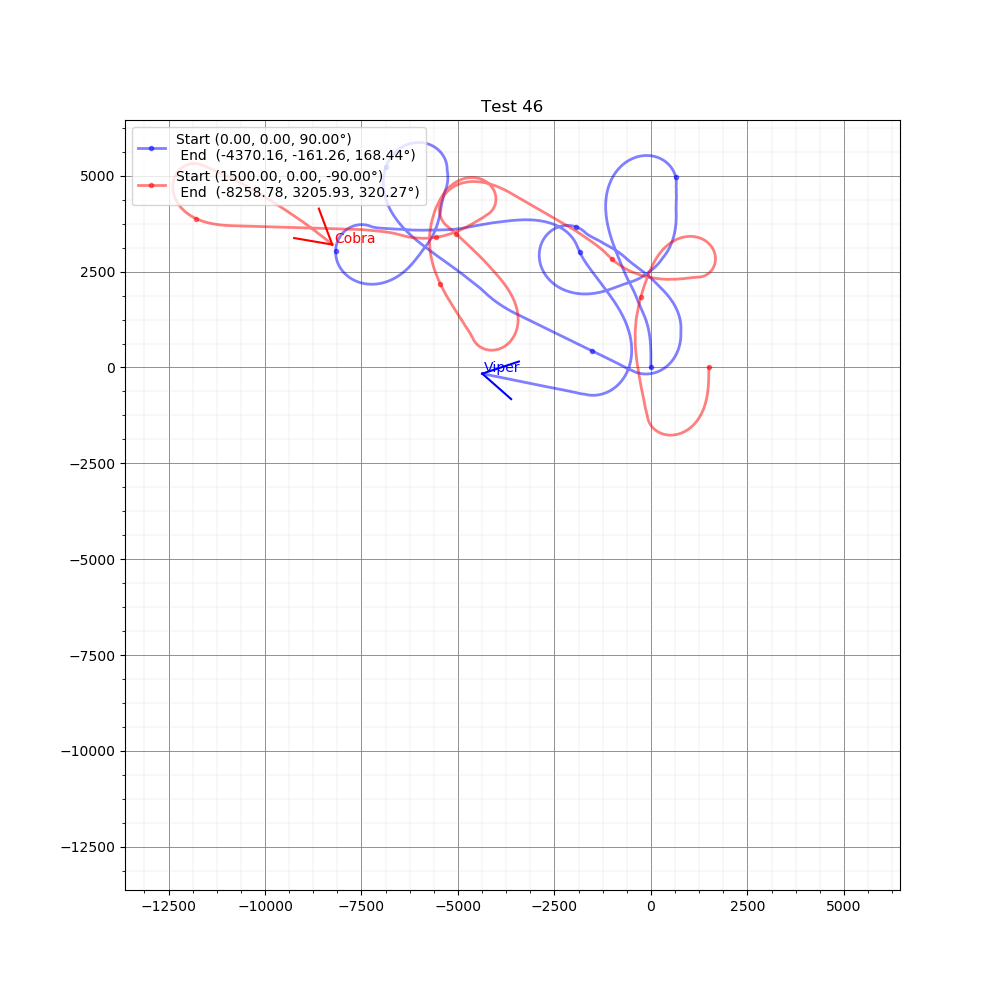 Test 46
Start (0.00, 0.00, 90.00°)
End (-4370.16, -161.26, 168.44°)
Start (1500.00, 0.00, -90.00°)
End (-8258.78, 3205.93, 320.27°)
Cobra
Viper
5000
2500
0
−2500
−5000
−7500
−10000
−12500
−12500 −10000 −7500 −5000 −2500 0 2500 5000